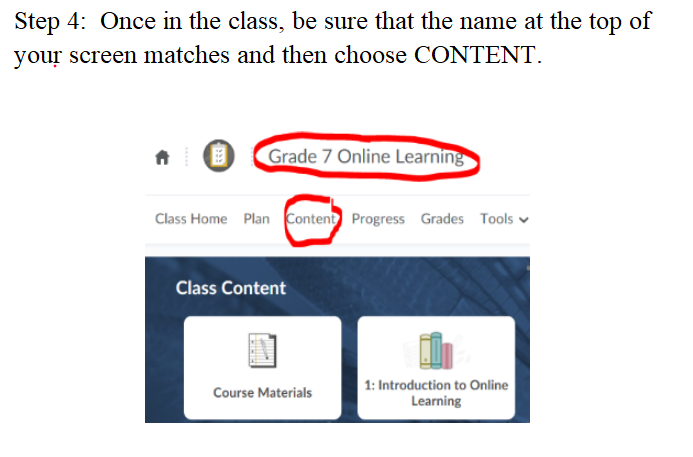 Step 4: Once in the class, be sure that the name at the top of
your screen matches and then choose CONTENT.
Grade 7 Online Learning
Class Home Plan Content Progress Grades Tools
Class Content
Course Materials
1: Introduction to Online
Learning